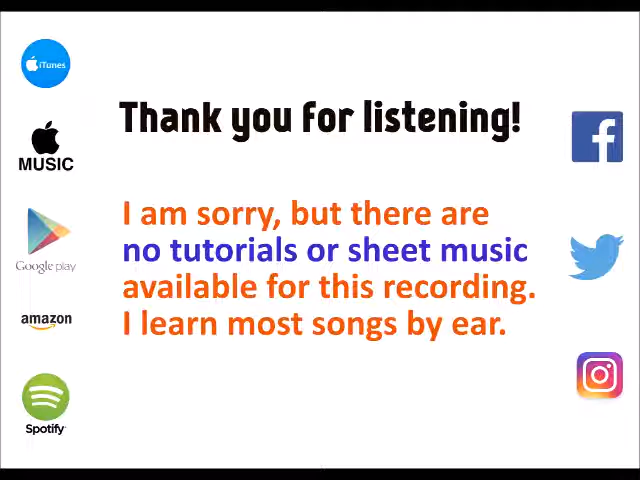 iTunes
Thank you for listening!
MUSIC
I am sorry, but there are
no tutorials or sheet music
Google play
available for this recording.
amazon
I learn most songs by ear.
Spotify